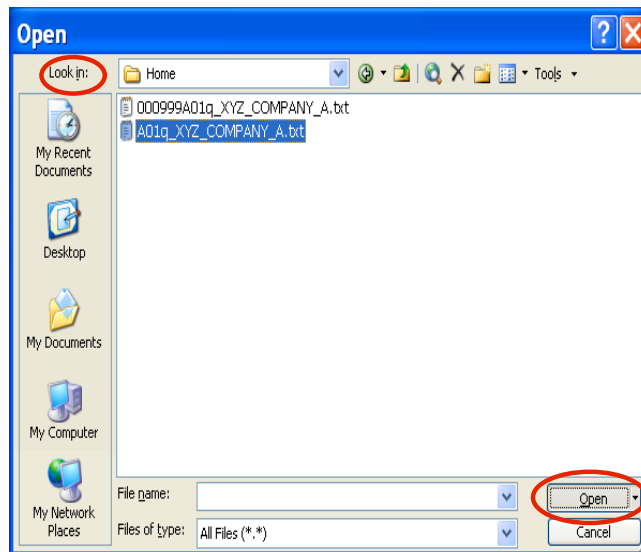 Open
Look in:
Home
Tools
000999A01q_XYZ_COMPANY_A.txt
A01q_XYZ_COMPANY_A.txt
My Recent
Documents
Desktop
My Documents
My Computer
My Network
Places
File name:
Open
Files of type:
All Files (*.*)
Cancel